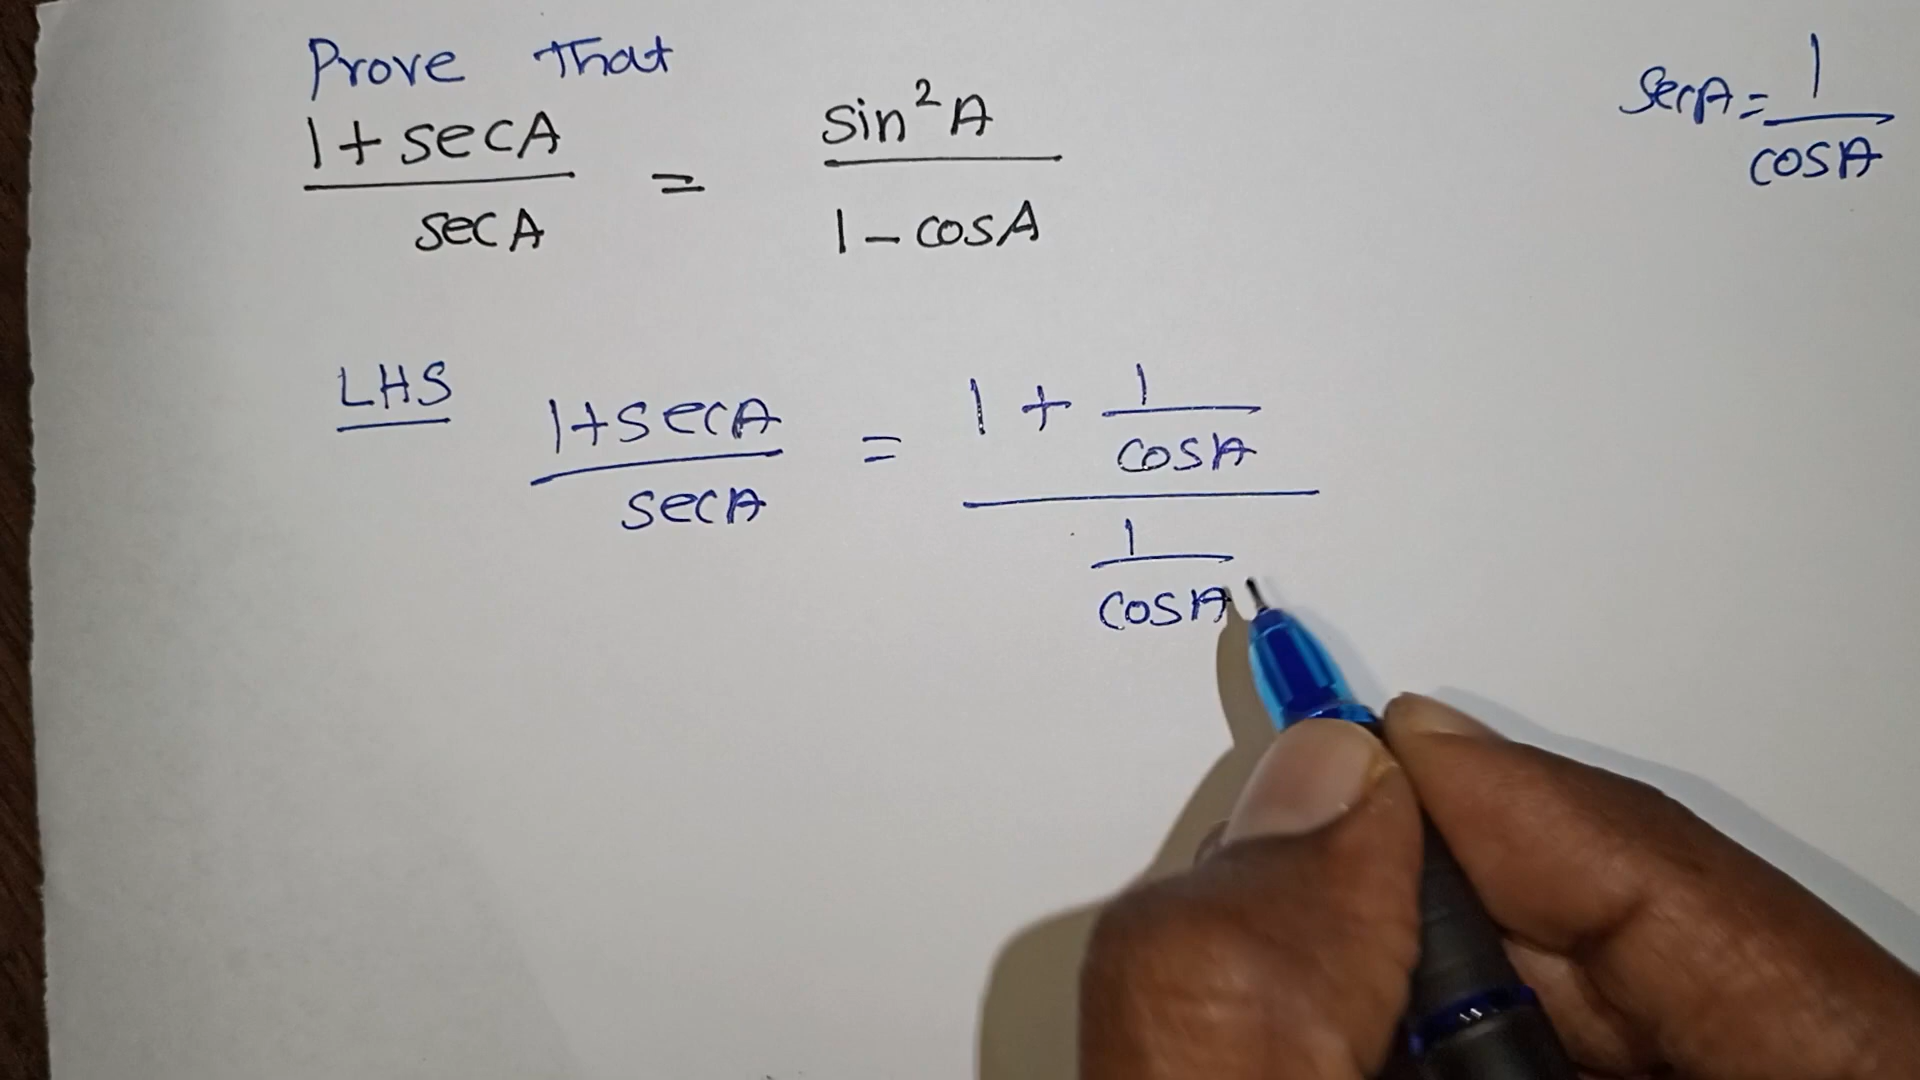 Prove That
1 + secA / secA = sin²A / 1 - cosA
secA = 1 / cosA
LHS 1+secA / secA = 1 + 1/cosA / 1/cosA